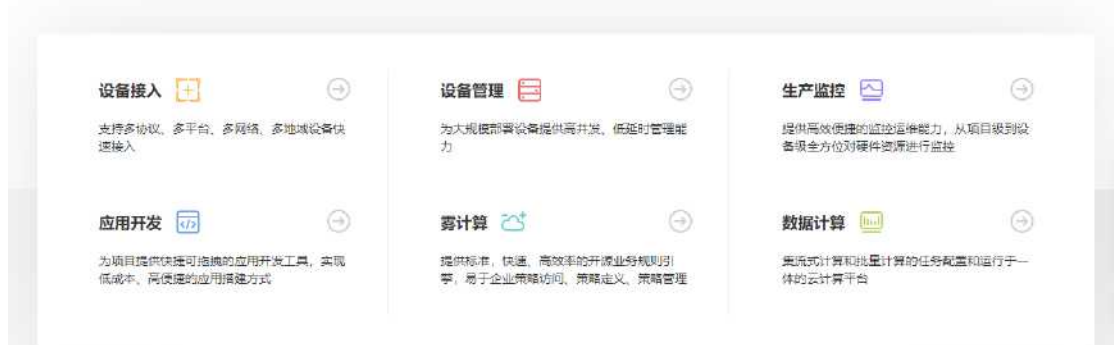 设备接入
支持多协议、多平台、多网络、多地域设备快
速接入
设备管理
为大规模部署设备提供高并发、低延时管理能
力
生产监控
提供高效便捷的监控运维能力，从项目级到设
备级全方位对硬件资源进行监控
应用开发
为项目提供快捷可拖拽的应用开发工具，实现
低成本、高便捷的应用搭建方式
雾计算
提供标准，快速、高效率的开源业务规则引
擎，易于企业策略访问、策略定义、策略管理
数据计算
集流式计算和批量计算的任务配置和运行于一
体的云计算平台